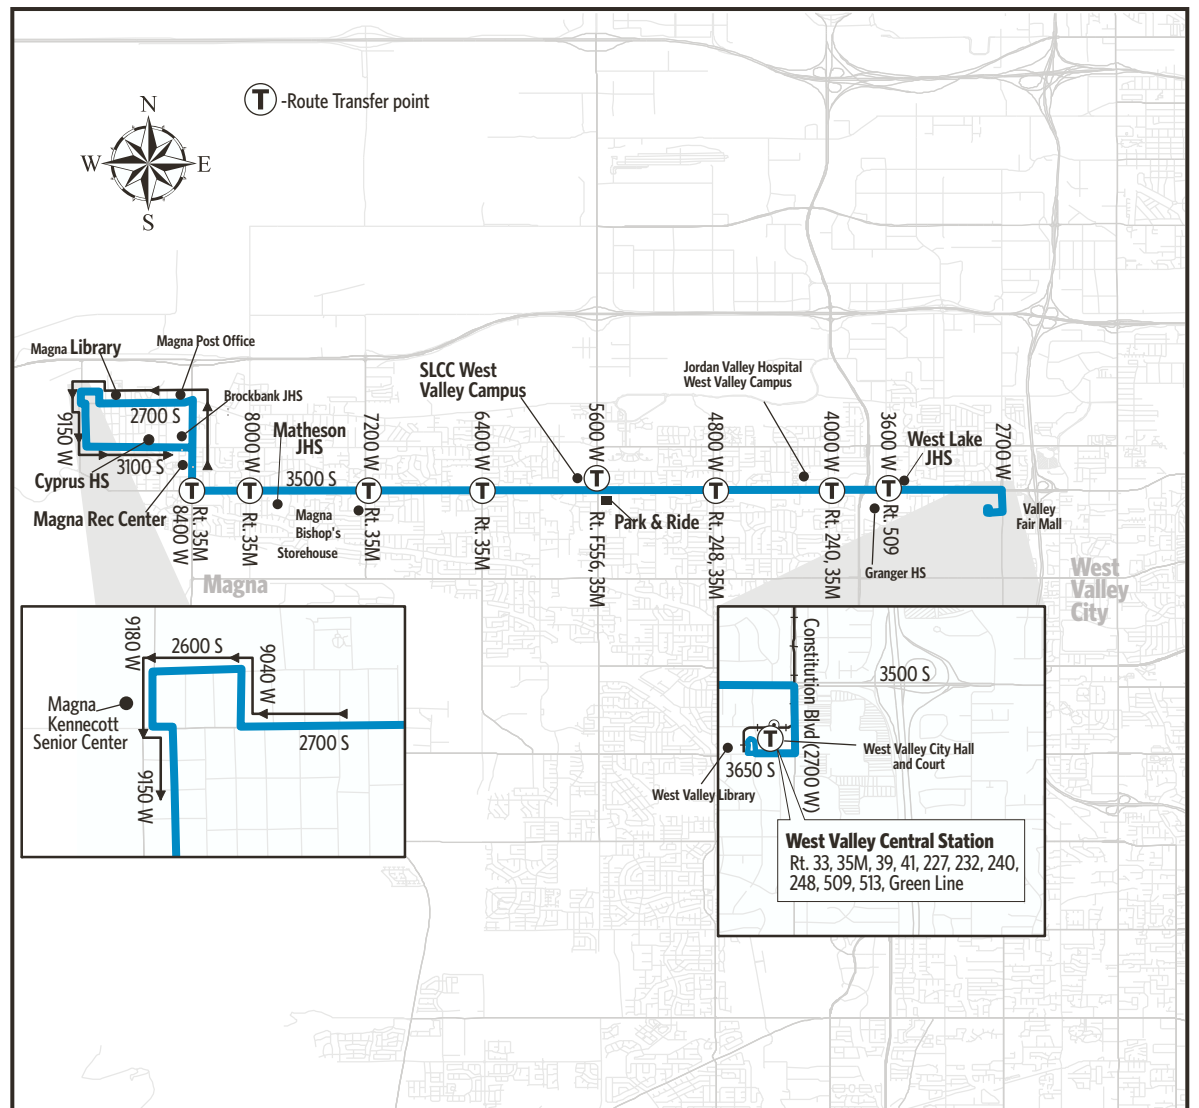 N
W
E
S
T
-Route Transfer point
Magna Library
Magna Post Office
Brockbank JHS
2700 S
9150 W
3100 S
Cyprus HS
Magna Rec Center
T
Rt. 35M
8400 W
8000 W
T
Rt. 35M
Matheson
JHS
3500 S
Magna
Bishop's
Storehouse
7200 W
T
Rt. 35M
6400 W
T
Rt. 35M
SLCC West
Valley Campus
5600 W
T
Rt. F556, 35M
Park & Ride
4800 W
T
Rt. 248, 35M
Jordan Valley Hospital
West Valley Campus
4000 W
T
Rt. 240, 35M
3600 W
T
Rt. 509
West Lake
JHS
Granger HS
2700 W
Valley
Fair Mall
Magna
West
Valley
City
9180 W
2600 S
9040 W
Magna
Kennecott
Senior Center
2700 S
9150 W
Constitution Blvd (2700 W)
3500 S
T
West Valley City Hall
and Court
3650 S
West Valley Library
West Valley Central Station
Rt. 33, 35M, 39, 41, 227, 232, 240,
248, 509, 513, Green Line